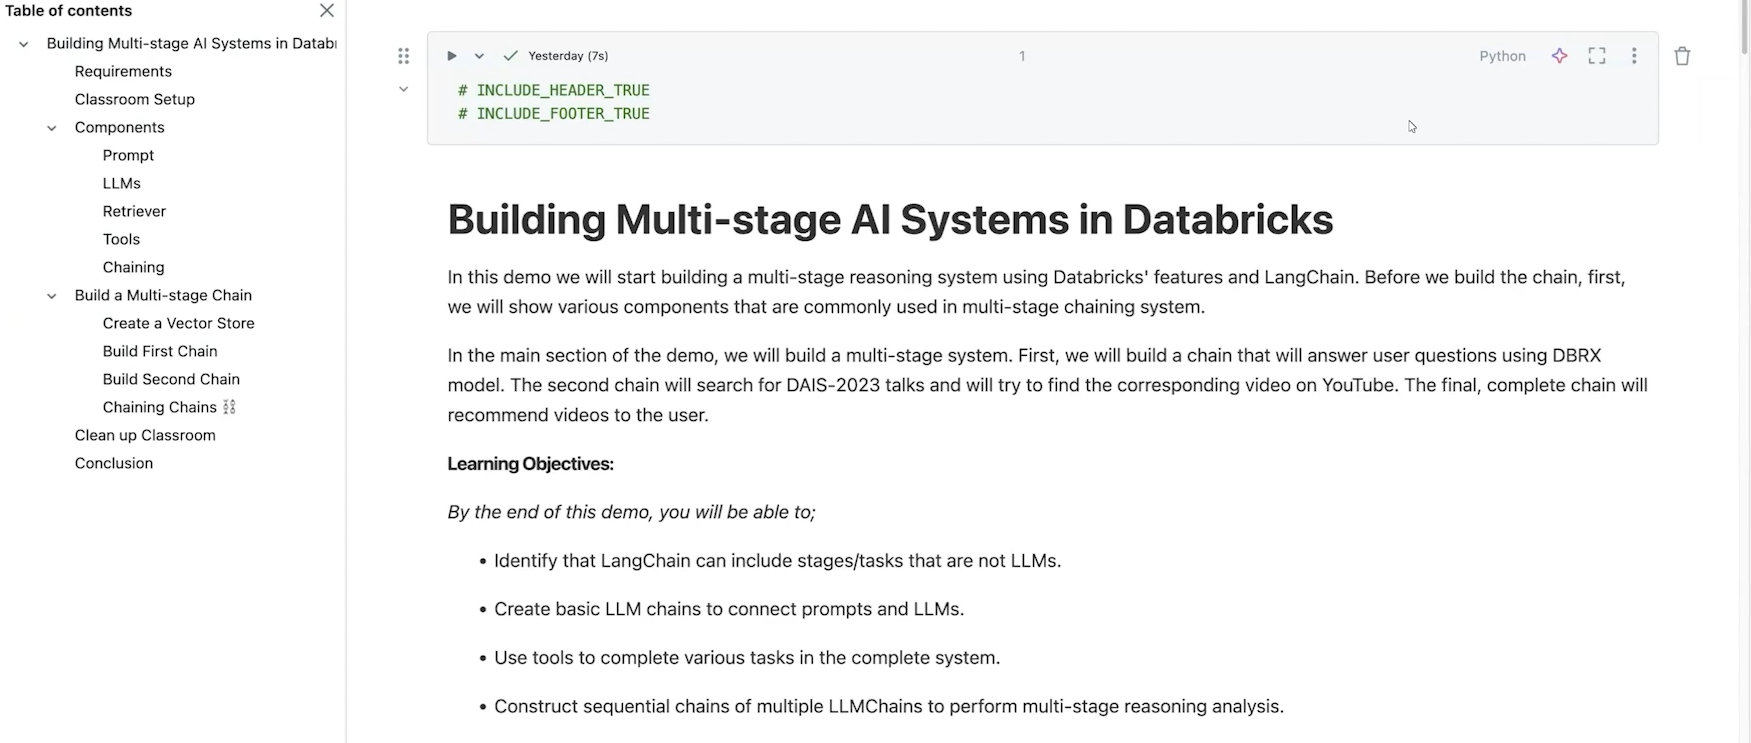 Table of contents
Building Multi-stage AI Systems in Datab
Requirements
Classroom Setup
Components
Prompt
LLMs
Retriever
Tools
Chaining
Build a Multi-stage Chain
Create a Vector Store
Build First Chain
Build Second Chain
Chaining Chains ⛓
Clean up Classroom
Conclusion
Yesterday (7s)
1
Python
# INCLUDE_HEADER_TRUE
# INCLUDE_FOOTER_TRUE
Building Multi-stage AI Systems in Databricks
In this demo we will start building a multi-stage reasoning system using Databricks' features and LangChain. Before we build the chain, first,
we will show various components that are commonly used in multi-stage chaining system.
In the main section of the demo, we will build a multi-stage system. First, we will build a chain that will answer user questions using DBRX
model. The second chain will search for DAIS-2023 talks and will try to find the corresponding video on YouTube. The final, complete chain will
recommend videos to the user.
Learning Objectives:
By the end of this demo, you will be able to;
• Identify that LangChain can include stages/tasks that are not LLMs.
• Create basic LLM chains to connect prompts and LLMs.
• Use tools to complete various tasks in the complete system.
• Construct sequential chains of multiple LLMChains to perform multi-stage reasoning analysis.